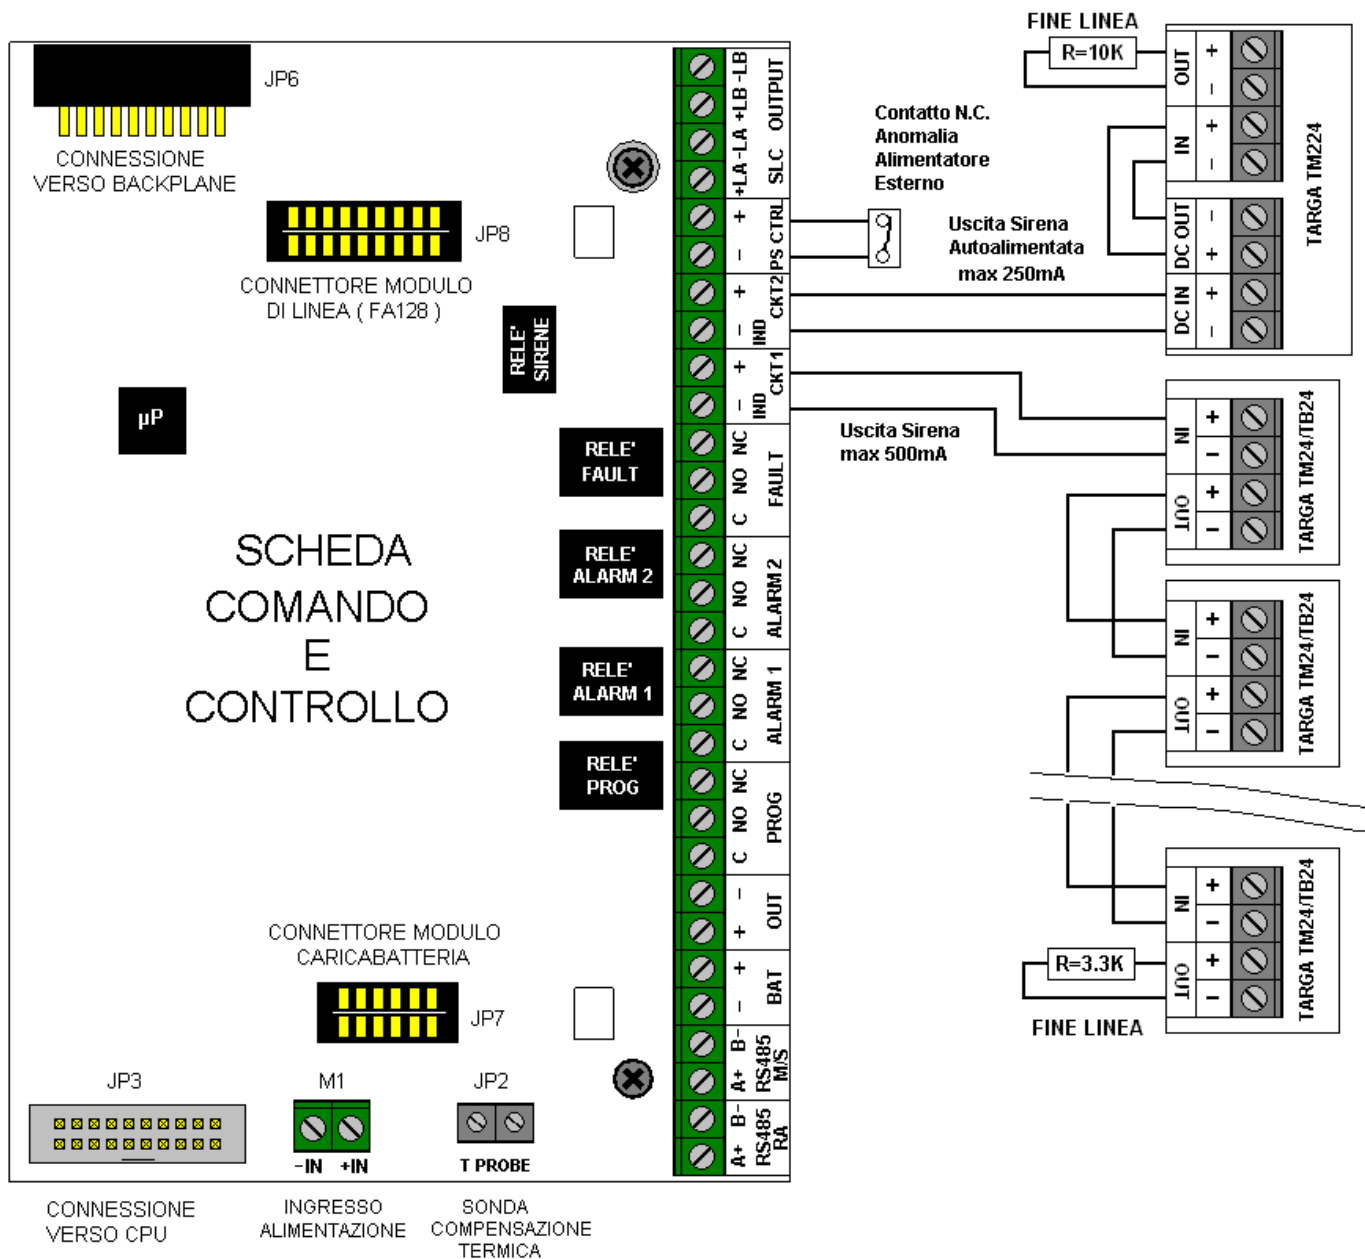 JP6
CONNESSIONE
VERSO BACKPLANE
JP8
CONNETTORE MODULO
DI LINEA ( FA128 )
RELE'
SIRENE
µP
RELE'
FAULT
RELE'
ALARM 2
RELE'
ALARM 1
RELE'
PROG
SCHEDA
COMANDO
E
CONTROLLO
CONNETTORE MODULO
CARICABATTERIA
JP7
JP3
CONNESSIONE
VERSO CPU
M1
-IN +IN
INGRESSO
ALIMENTAZIONE
JP2
T PROBE
SONDA
COMPENSAZIONE
TERMICA
+LA -LA +LB -LB
SLC OUTPUT
- +
PS CTRL
- +
IND CKT2
- +
IND CKT1
C NO NC
FAULT
C NO NC
ALARM 2
C NO NC
ALARM 1
C NO NC
PROG
+ -
OUT
- +
BAT
A+ B-
RS485
M/S
A+ B-
RS485
RA
Contatto N.C.
Anomalia
Alimentatore
Esterno
Uscita Sirena
Autoalimentata
max 250mA
Uscita Sirena
max 500mA
FINE LINEA
R=10K
OUT
+
-
IN
+
-
DC OUT
-
+
DC IN
+
-
TARGA TM224
IN
+
-
OUT
+
-
TARGA TM24/TB24
IN
+
-
OUT
+
-
TARGA TM24/TB24
IN
+
-
OUT
+
-
TARGA TM24/TB24
R=3.3K
FINE LINEA